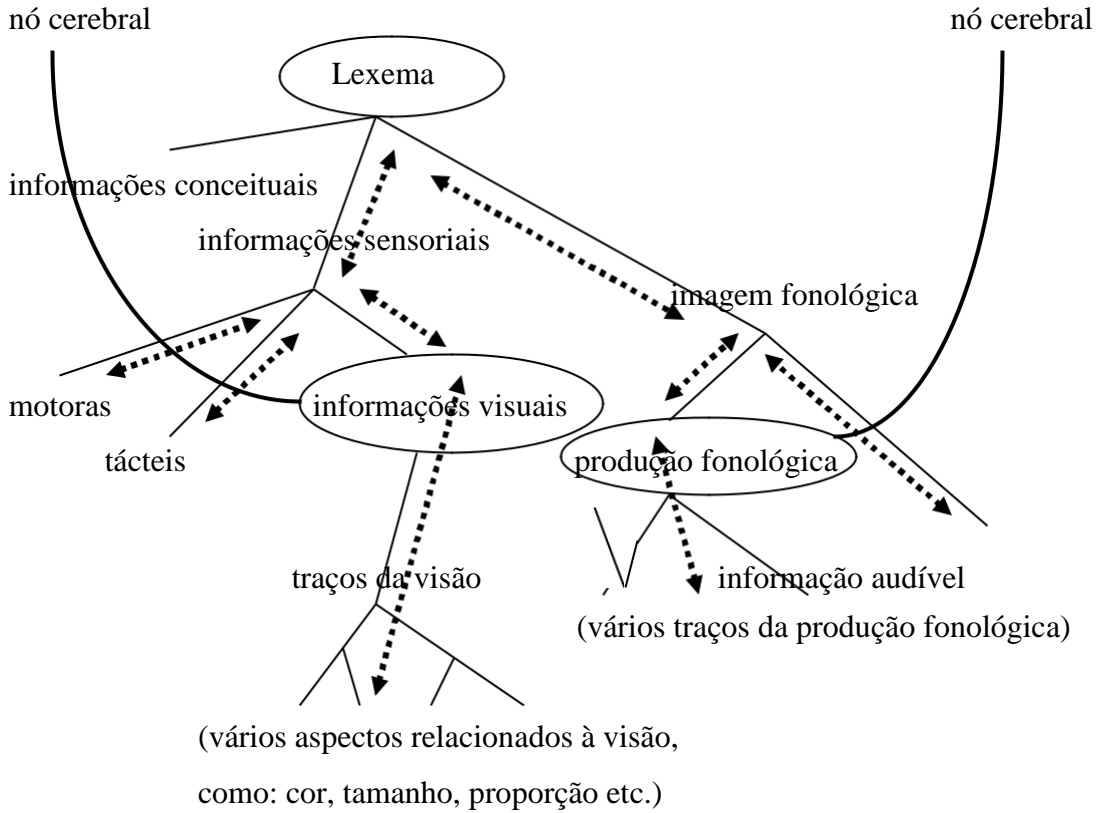 nó cerebral
nó cerebral
Lexema
informações conceituais
informações sensoriais
imagem fonológica
motoras
informações visuais
tácteis
produção fonológica
traços da visão
informação audível
(vários traços da produção fonológica)
(vários aspectos relacionados à visão,
como: cor, tamanho, proporção etc.)